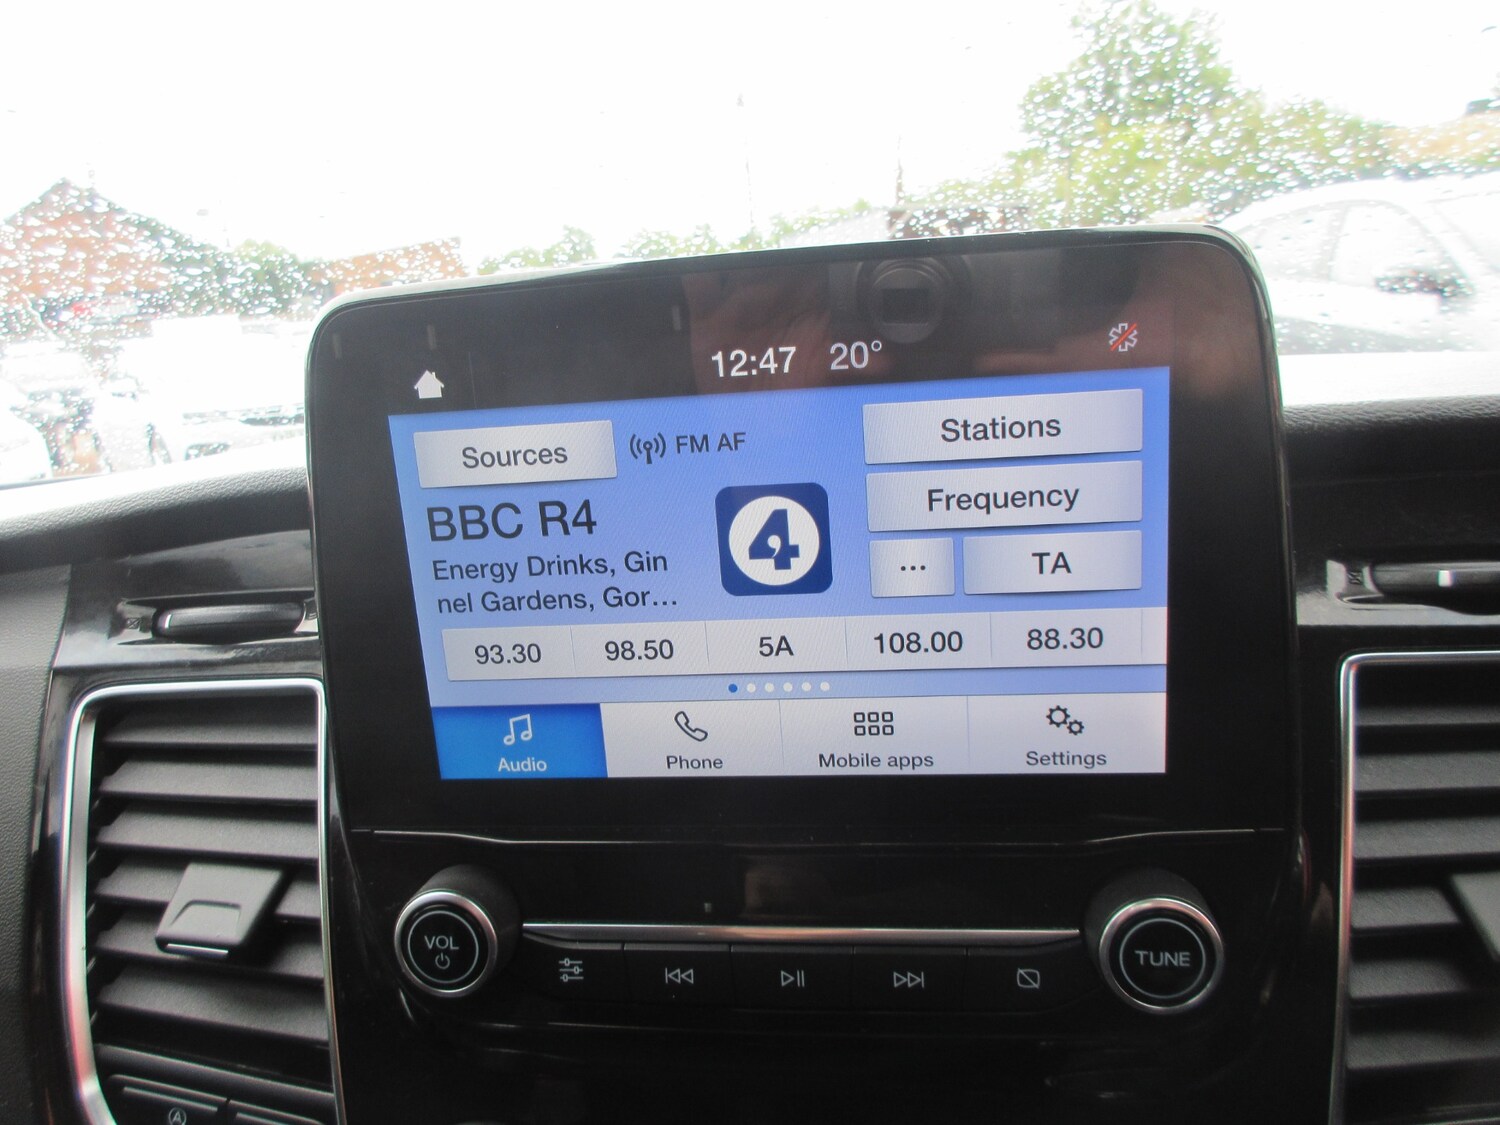 12:47 20°
Sources
FM AF
Stations
BBC R4
4
Frequency
Energy Drinks, Gin
nel Gardens, Gor...
...
TA
93.30 98.50 5A 108.00 88.30
Audio Phone Mobile apps Settings
VOL
TUNE
A